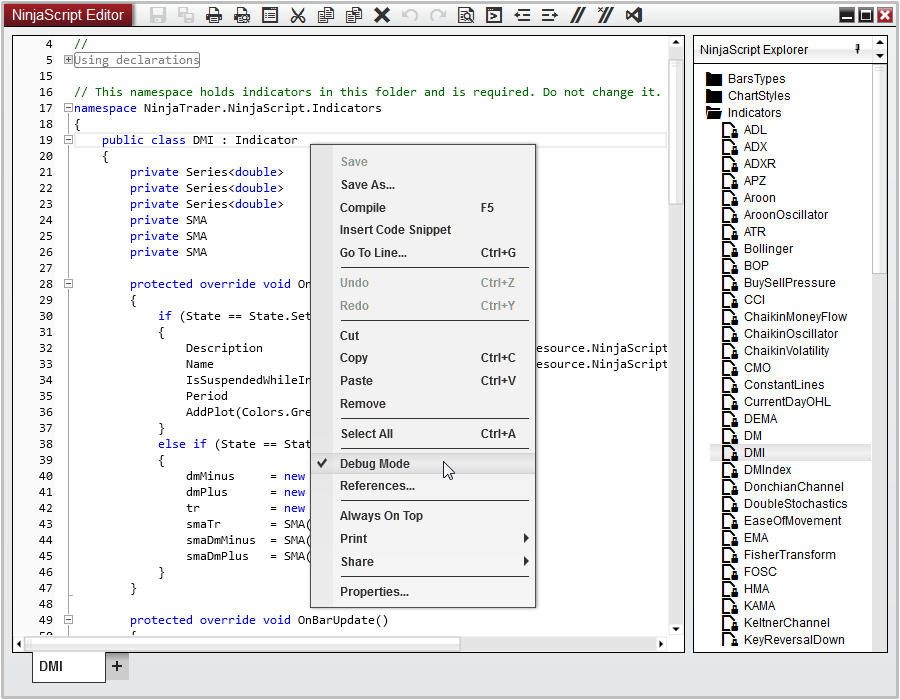 NinjaScript Editor
4 //
5 Using declarations
15
16 // This namespace holds indicators in this folder and is required. Do not change it.
17 namespace NinjaTrader.NinjaScript.Indicators
18 {
19 public class DMI : Indicator
20 {
21 private Series<double>
22 private Series<double>
23 private Series<double>
24 private SMA
25 private SMA
26 private SMA
27
28 protected override void On
29 {
30 if (State == State.Set
31 {
32 Description esource.NinjaScript
33 Name esource.NinjaScript
34 IsSuspendedWhileIn
35 Period
36 AddPlot(Colors.Gre
37 }
38 else if (State == Stat
39 {
40 dmMinus = new
41 dmPlus = new
42 tr = new
43 smaTr = SMA(
44 smaDmMinus = SMA(
45 smaDmPlus = SMA(
46 }
47 }
48
49 protected override void OnBarUpdate()
50 {
Save
Save As...
Compile F5
Insert Code Snippet
Go To Line... Ctrl+G
Undo Ctrl+Z
Redo Ctrl+Y
Cut
Copy Ctrl+C
Paste Ctrl+V
Remove
Select All Ctrl+A
Debug Mode
References...
Always On Top
Print
Share
Properties...
NinjaScript Explorer
BarsTypes
ChartStyles
Indicators
ADL
ADX
ADXR
APZ
Aroon
AroonOscillator
ATR
Bollinger
BOP
BuySellPressure
CCI
ChaikinMoneyFlow
ChaikinOscillator
ChaikinVolatility
CMO
ConstantLines
CurrentDayOHL
DEMA
DM
DMI
DMIndex
DonchianChannel
DoubleStochastics
EaseOfMovement
EMA
FisherTransform
FOSC
HMA
KAMA
KeltnerChannel
KeyReversalDown
DMI +